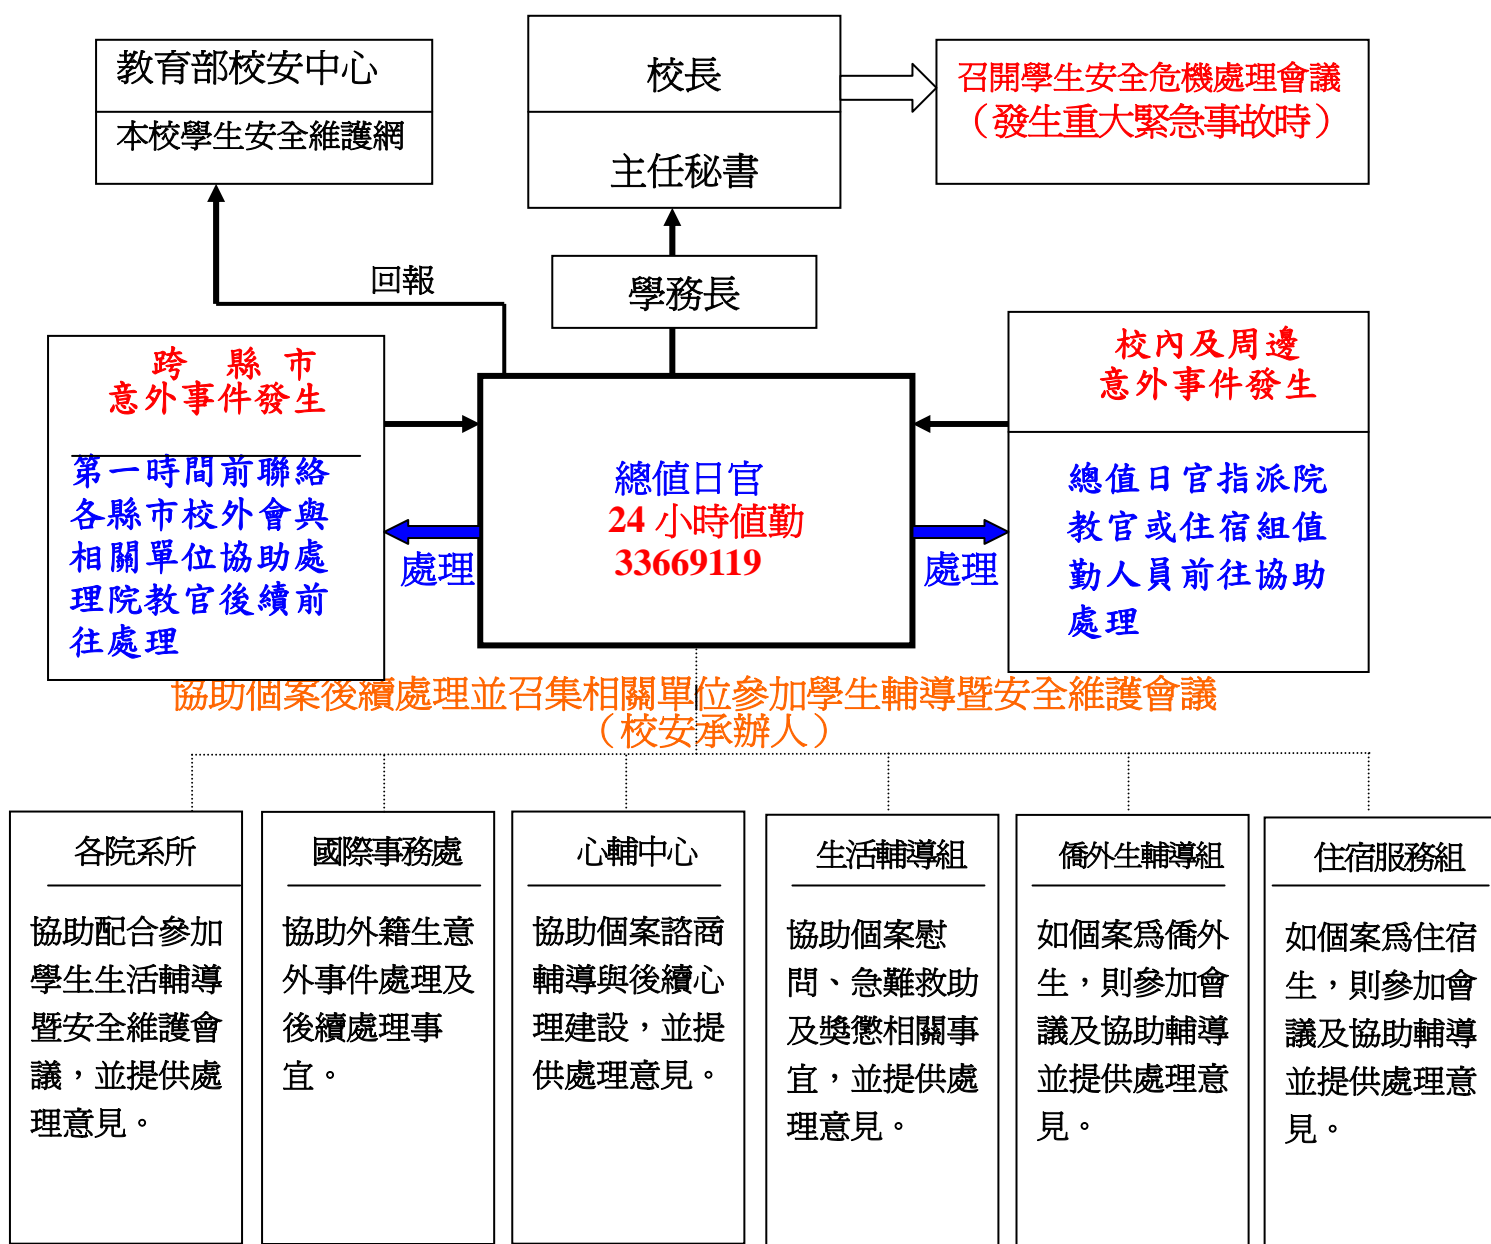 教育部校安中心
本校學生安全維護網
校長
主任秘書
召開學生安全危機處理會議
（發生重大緊急事故時）
回報
學務長
跨 縣 市
意外事件發生
第一時間前聯絡
各縣市校外會與
相關單位協助處
理院教官後續前
往處理
處理
總值日官
24 小時值勤
33669119
處理
校內及周邊
意外事件發生
總值日官指派院
教官或住宿組值
勤人員前往協助
處理
協助個案後續處理並召集相關單位參加學生輔導暨安全維護會議
（校安承辦人）
各院系所
協助配合參加
學生生活輔導
暨安全維護會
議，並提供處
理意見。
國際事務處
協助外籍生意
外事件處理及
後續處理事
宜。
心輔中心
協助個案諮商
輔導與後續心
理建設，並提
供處理意見。
生活輔導組
協助個案慰
問、急難救助
及獎懲相關事
宜，並提供處
理意見。
僑外生輔導組
如個案為僑外
生，則參加會
議及協助輔導
並提供處理意
見。
住宿服務組
如個案為住宿
生，則參加會
議及協助輔導
並提供處理意
見。